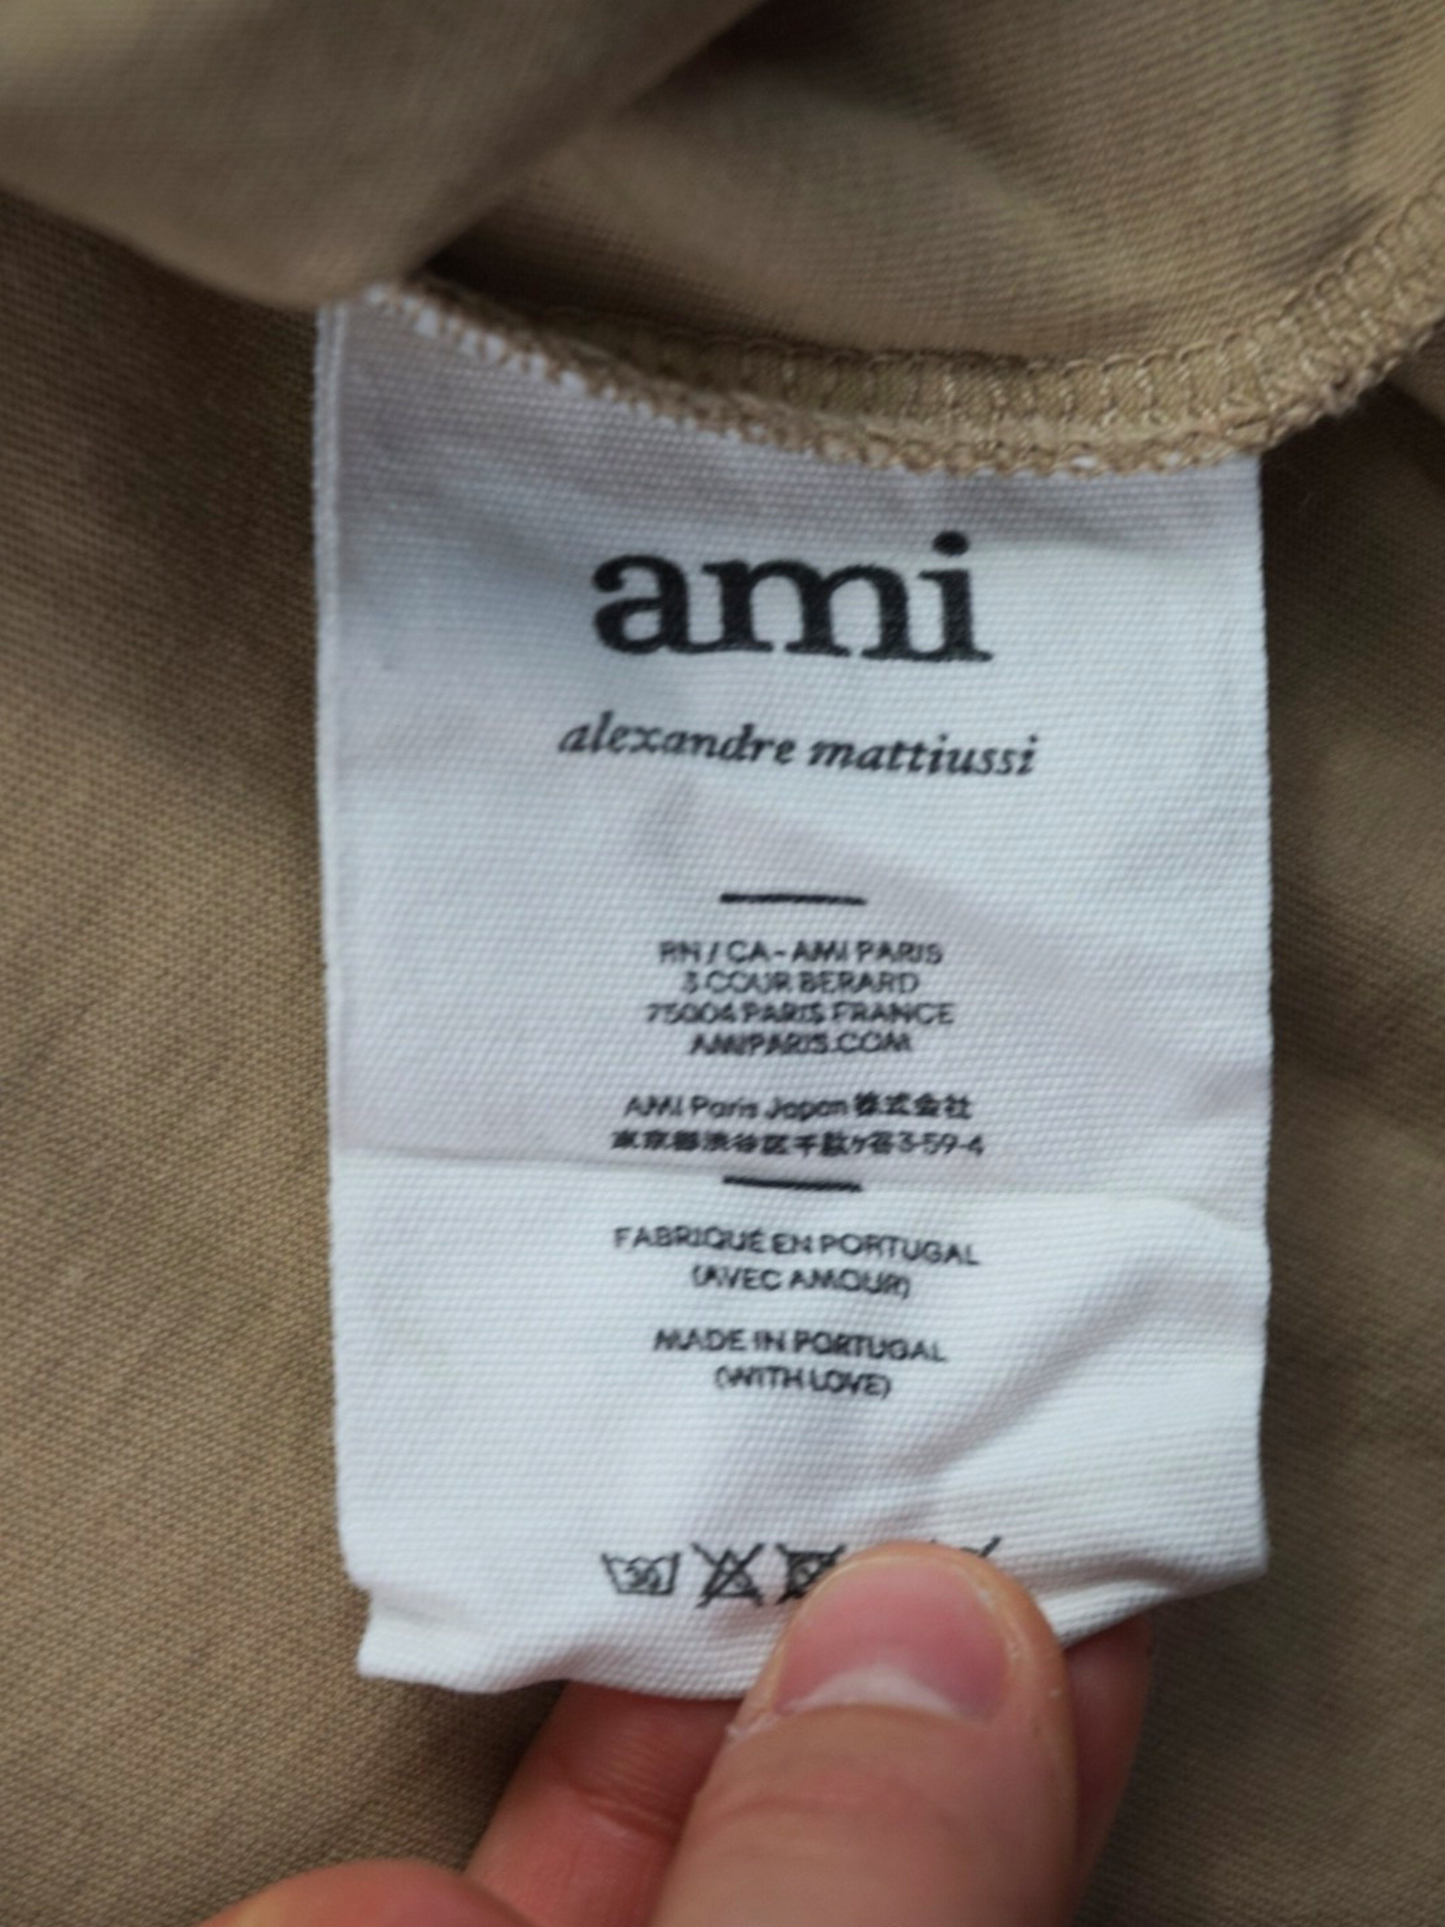 ami
alexandre mattiussi
RN / CA - AMI PARIS
3 COUR BERARD
75004 PARIS FRANCE
AMIPARIS.COM
AMI Paris Japan 株式会社
東京都渋谷区千駄ヶ谷3-59-4
FABRIQUÉ EN PORTUGAL
(AVEC AMOUR)
MADE IN PORTUGAL
(WITH LOVE)
30